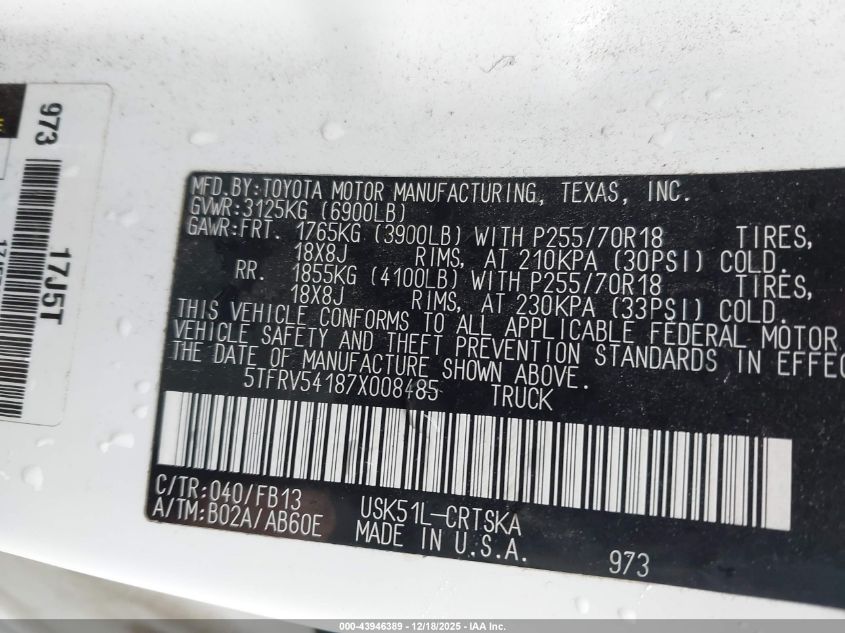 MFD.BY:TOYOTA MOTOR MANUFACTURING, TEXAS, INC.
GVWR:3125KG (6900LB)
GAWR:FRT. 1765KG (3900LB) WITH P255/70R18 TIRES,
18X8J RIMS, AT 210KPA (30PSI) COLD.
RR. 1855KG (4100LB) WITH P255/70R18 TIRES,
18X8J RIMS, AT 230KPA (33PSI) COLD.
THIS VEHICLE CONFORMS TO ALL APPLICABLE FEDERAL MOTOR
VEHICLE SAFETY AND THEFT PREVENTION STANDARDS IN EFFEC
THE DATE OF MANUFACTURE SHOWN ABOVE.
5TFRV54187X008485 TRUCK
C/TR:040/FB13 USK51L-CRTSKA
A/TM:B02A/AB60E MADE IN U.S.A. 973
973
17J5T
000-43946389 - 12/18/2025 - IAA Inc.